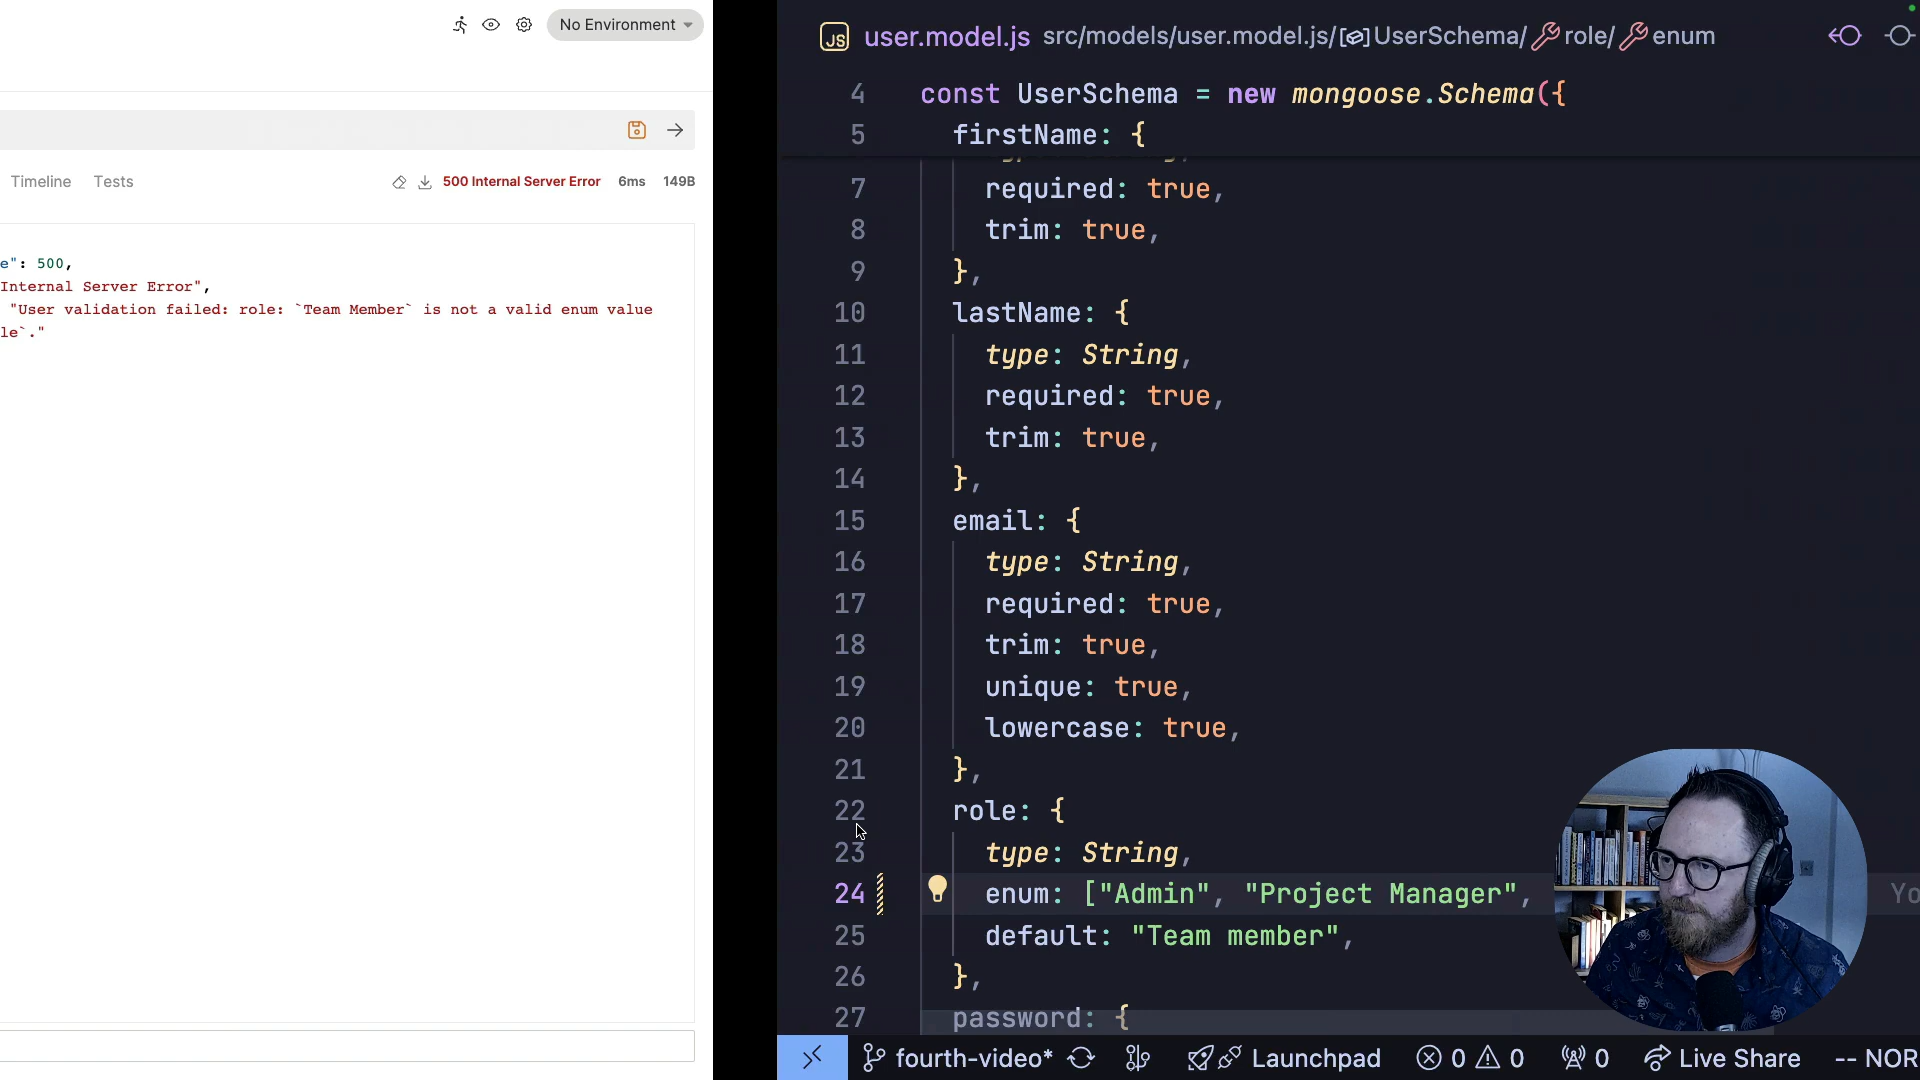 No Environment
Timeline Tests 500 Internal Server Error 6ms 149B
e": 500,
Internal Server Error",
"User validation failed: role: `Team Member` is not a valid enum value
le`."
JS user.model.js src/models/user.model.js/UserSchema/role/enum
4 const UserSchema = new mongoose.Schema({
5 firstName: {
7 required: true,
8 trim: true,
9 },
10 lastName: {
11 type: String,
12 required: true,
13 trim: true,
14 },
15 email: {
16 type: String,
17 required: true,
18 trim: true,
19 unique: true,
20 lowercase: true,
21 },
22 role: {
23 type: String,
24 enum: ["Admin", "Project Manager", Yo
25 default: "Team member",
26 },
27 password: {
fourth-video* Launchpad 0 0 0 Live Share -- NOR